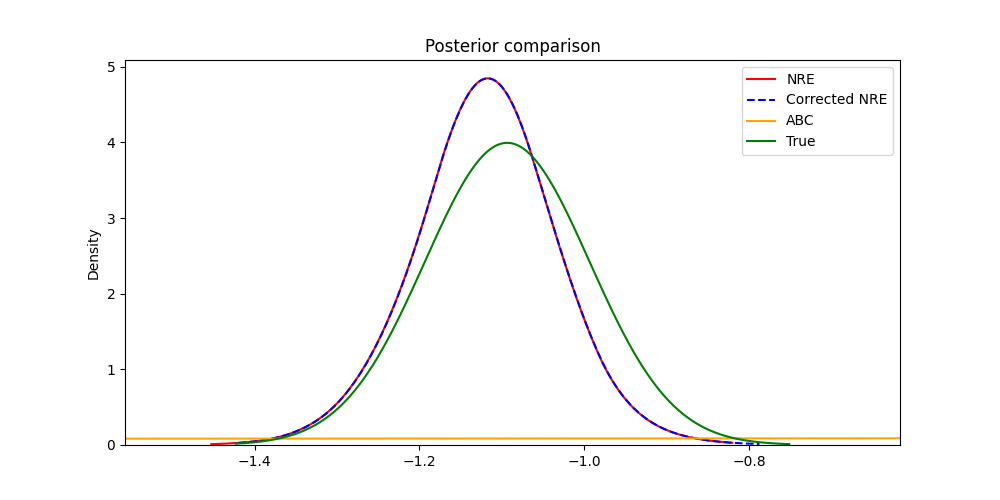 Posterior comparison
NRE
Corrected NRE
ABC
True
Density
5
4
3
2
1
0
−1.4
−1.2
−1.0
−0.8